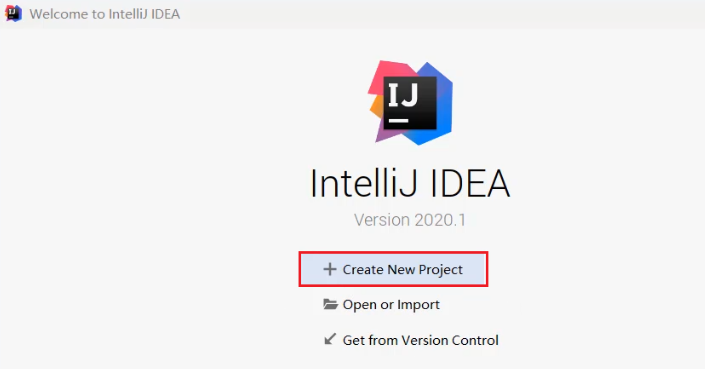 Welcome to IntelliJ IDEA
IJ
IntelliJ IDEA
Version 2020.1
Create New Project
Open or Import
Get from Version Control